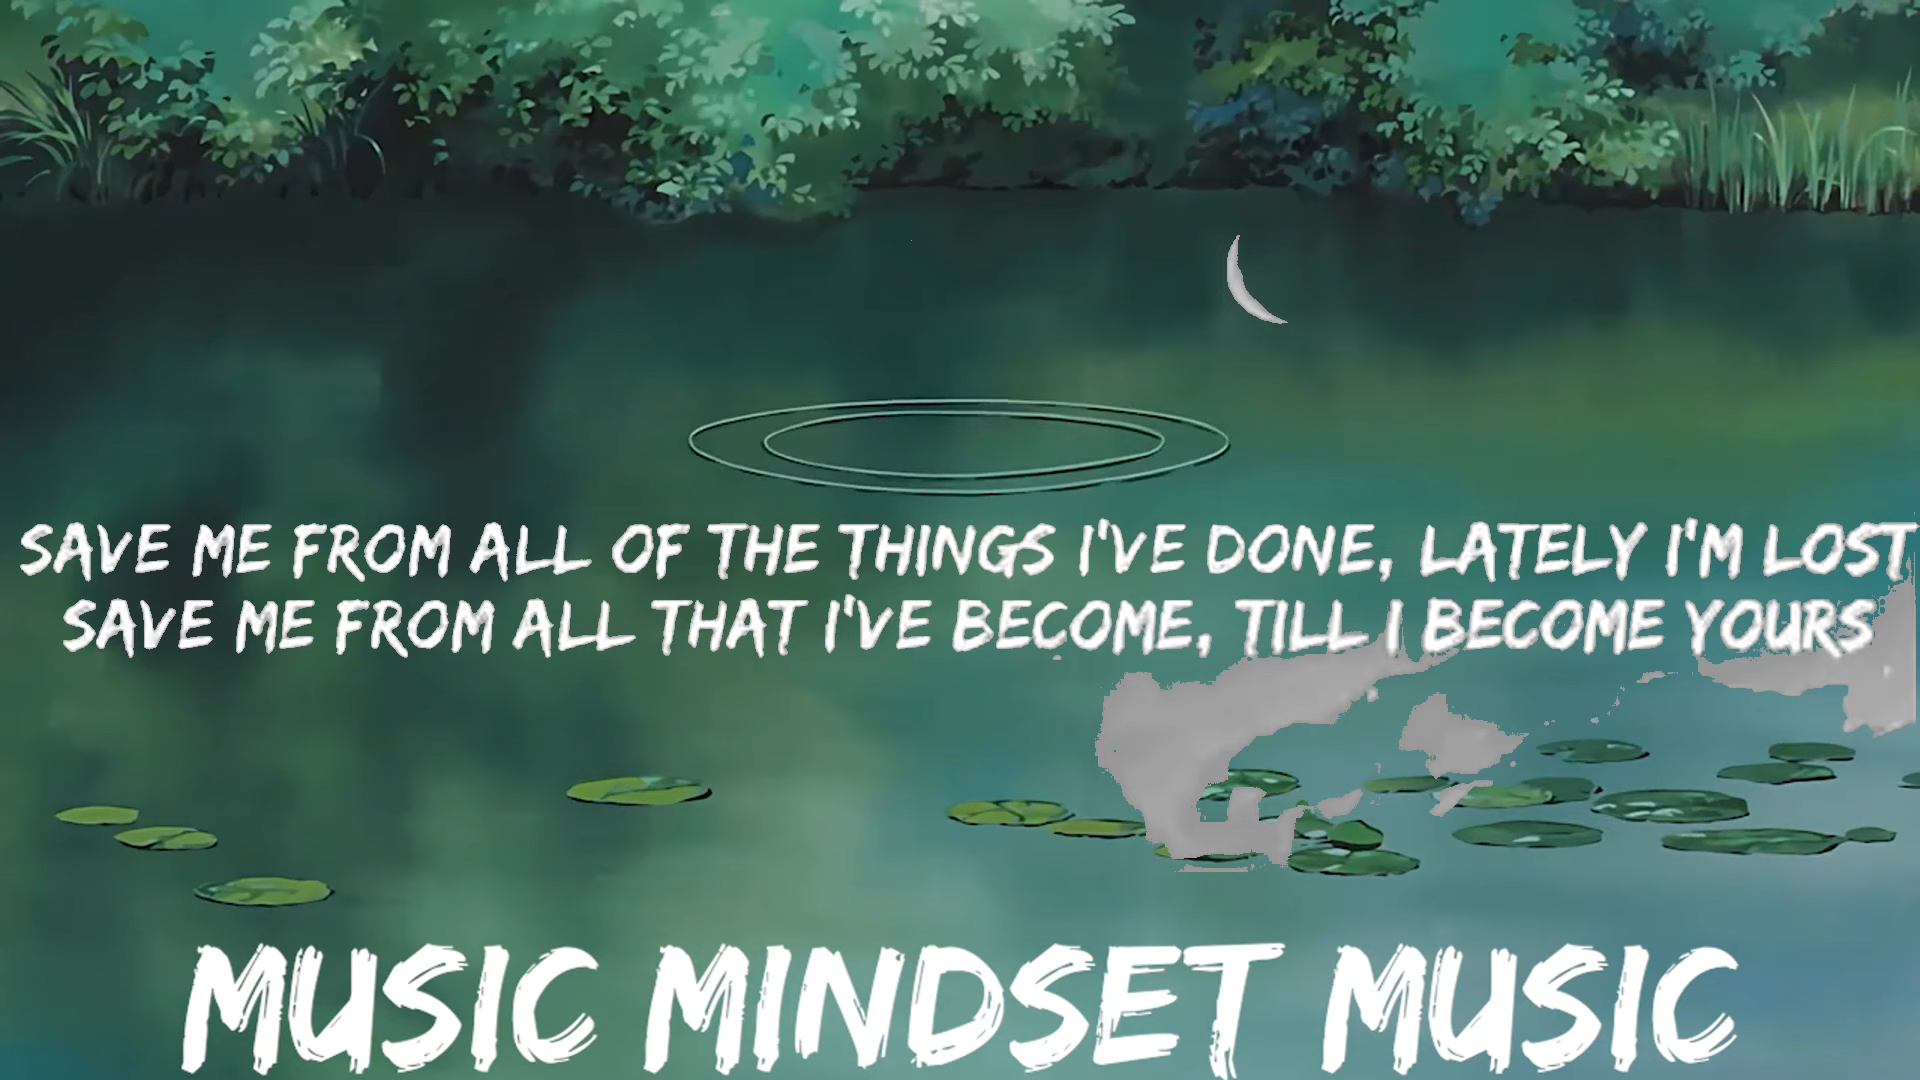 SAVE ME FROM ALL OF THE THINGS I'VE DONE, LATELY I'M LOST
SAVE ME FROM ALL THAT I'VE BECOME, TILL I BECOME YOURS
MUSIC MINDSET MUSIC